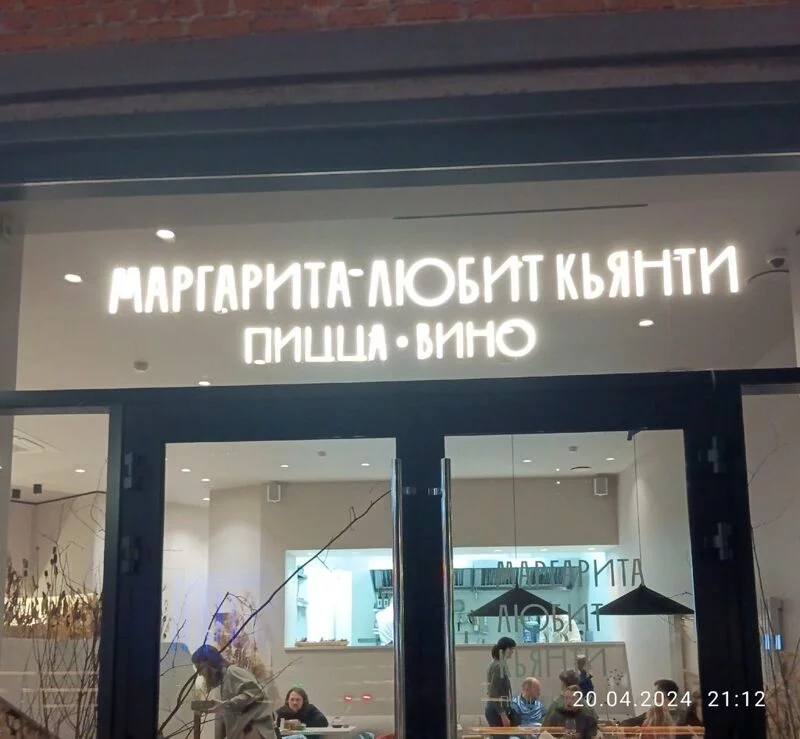 МАРГАРИТА ЛЮБИТ КЬЯНТИ
ПИЦЦА • ВИНО
МАРГАРИТА
ЛЮБИТ
КЬЯНТИ
20.04.2024 21:12